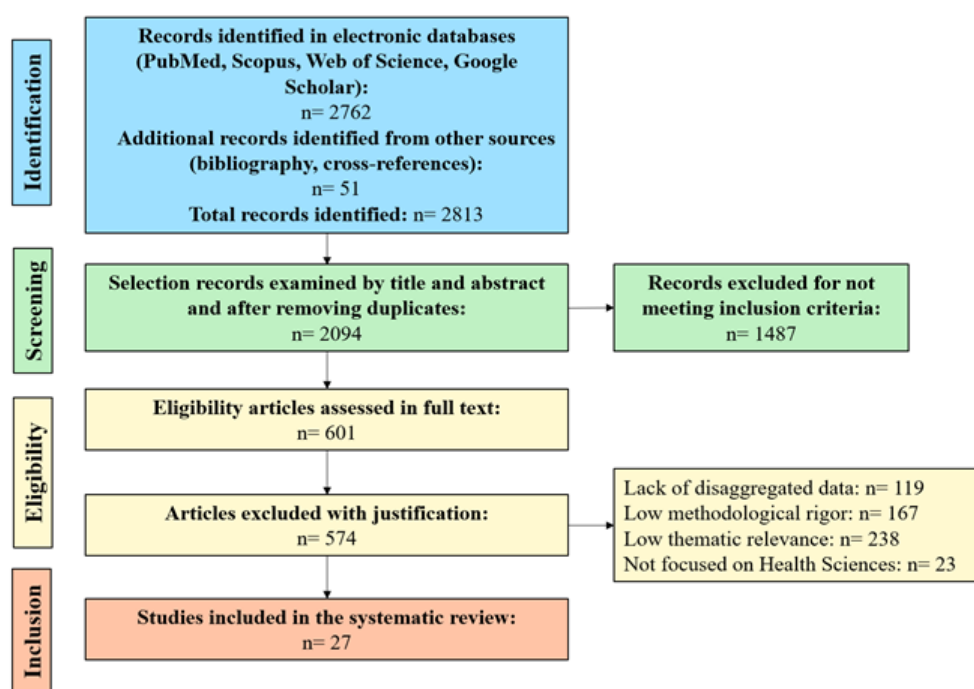 Identification
Records identified in electronic databases
(PubMed, Scopus, Web of Science, Google
Scholar):
n= 2762
Additional records identified from other sources
(bibliography, cross-references):
n= 51
Total records identified: n= 2813
Screening
Selection records examined by title and abstract
and after removing duplicates:
n= 2094
Records excluded for not
meeting inclusion criteria:
n= 1487
Eligibility
Eligibility articles assessed in full text:
n= 601
Articles excluded with justification:
n= 574
Lack of disaggregated data: n= 119
Low methodological rigor: n= 167
Low thematic relevance: n= 238
Not focused on Health Sciences: n= 23
Inclusion
Studies included in the systematic review:
n= 27